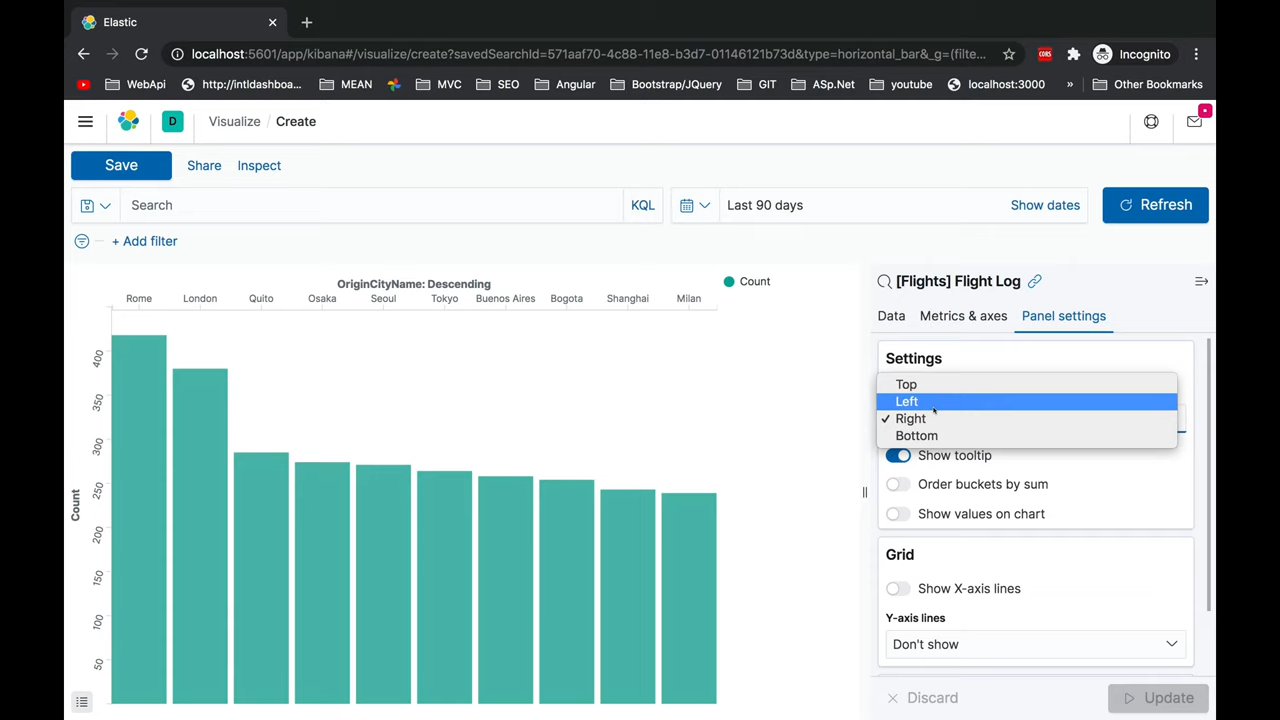 Elastic
localhost:5601/app/kibana#/visualize/create?savedSearchId=571aaf70-4c88-11e8-b3d7-01146121b73d&type=horizontal_bar&_g=(filte...
CORS
Incognito
WebApi
http://intldashboa...
MEAN
MVC
SEO
Angular
Bootstrap/JQuery
GIT
ASp.Net
youtube
localhost:3000
»
Other Bookmarks
D
Visualize / Create
Save
Share
Inspect
Search
KQL
Last 90 days
Show dates
Refresh
+ Add filter
OriginCityName: Descending
Rome London Quito Osaka Seoul Tokyo Buenos Aires Bogota Shanghai Milan
Count
400
350
300
250
200
150
100
50
Count
[Flights] Flight Log
Data
Metrics & axes
Panel settings
Settings
Top
Left
Right
Bottom
Show tooltip
Order buckets by sum
Show values on chart
Grid
Show X-axis lines
Y-axis lines
Don't show
Discard
Update